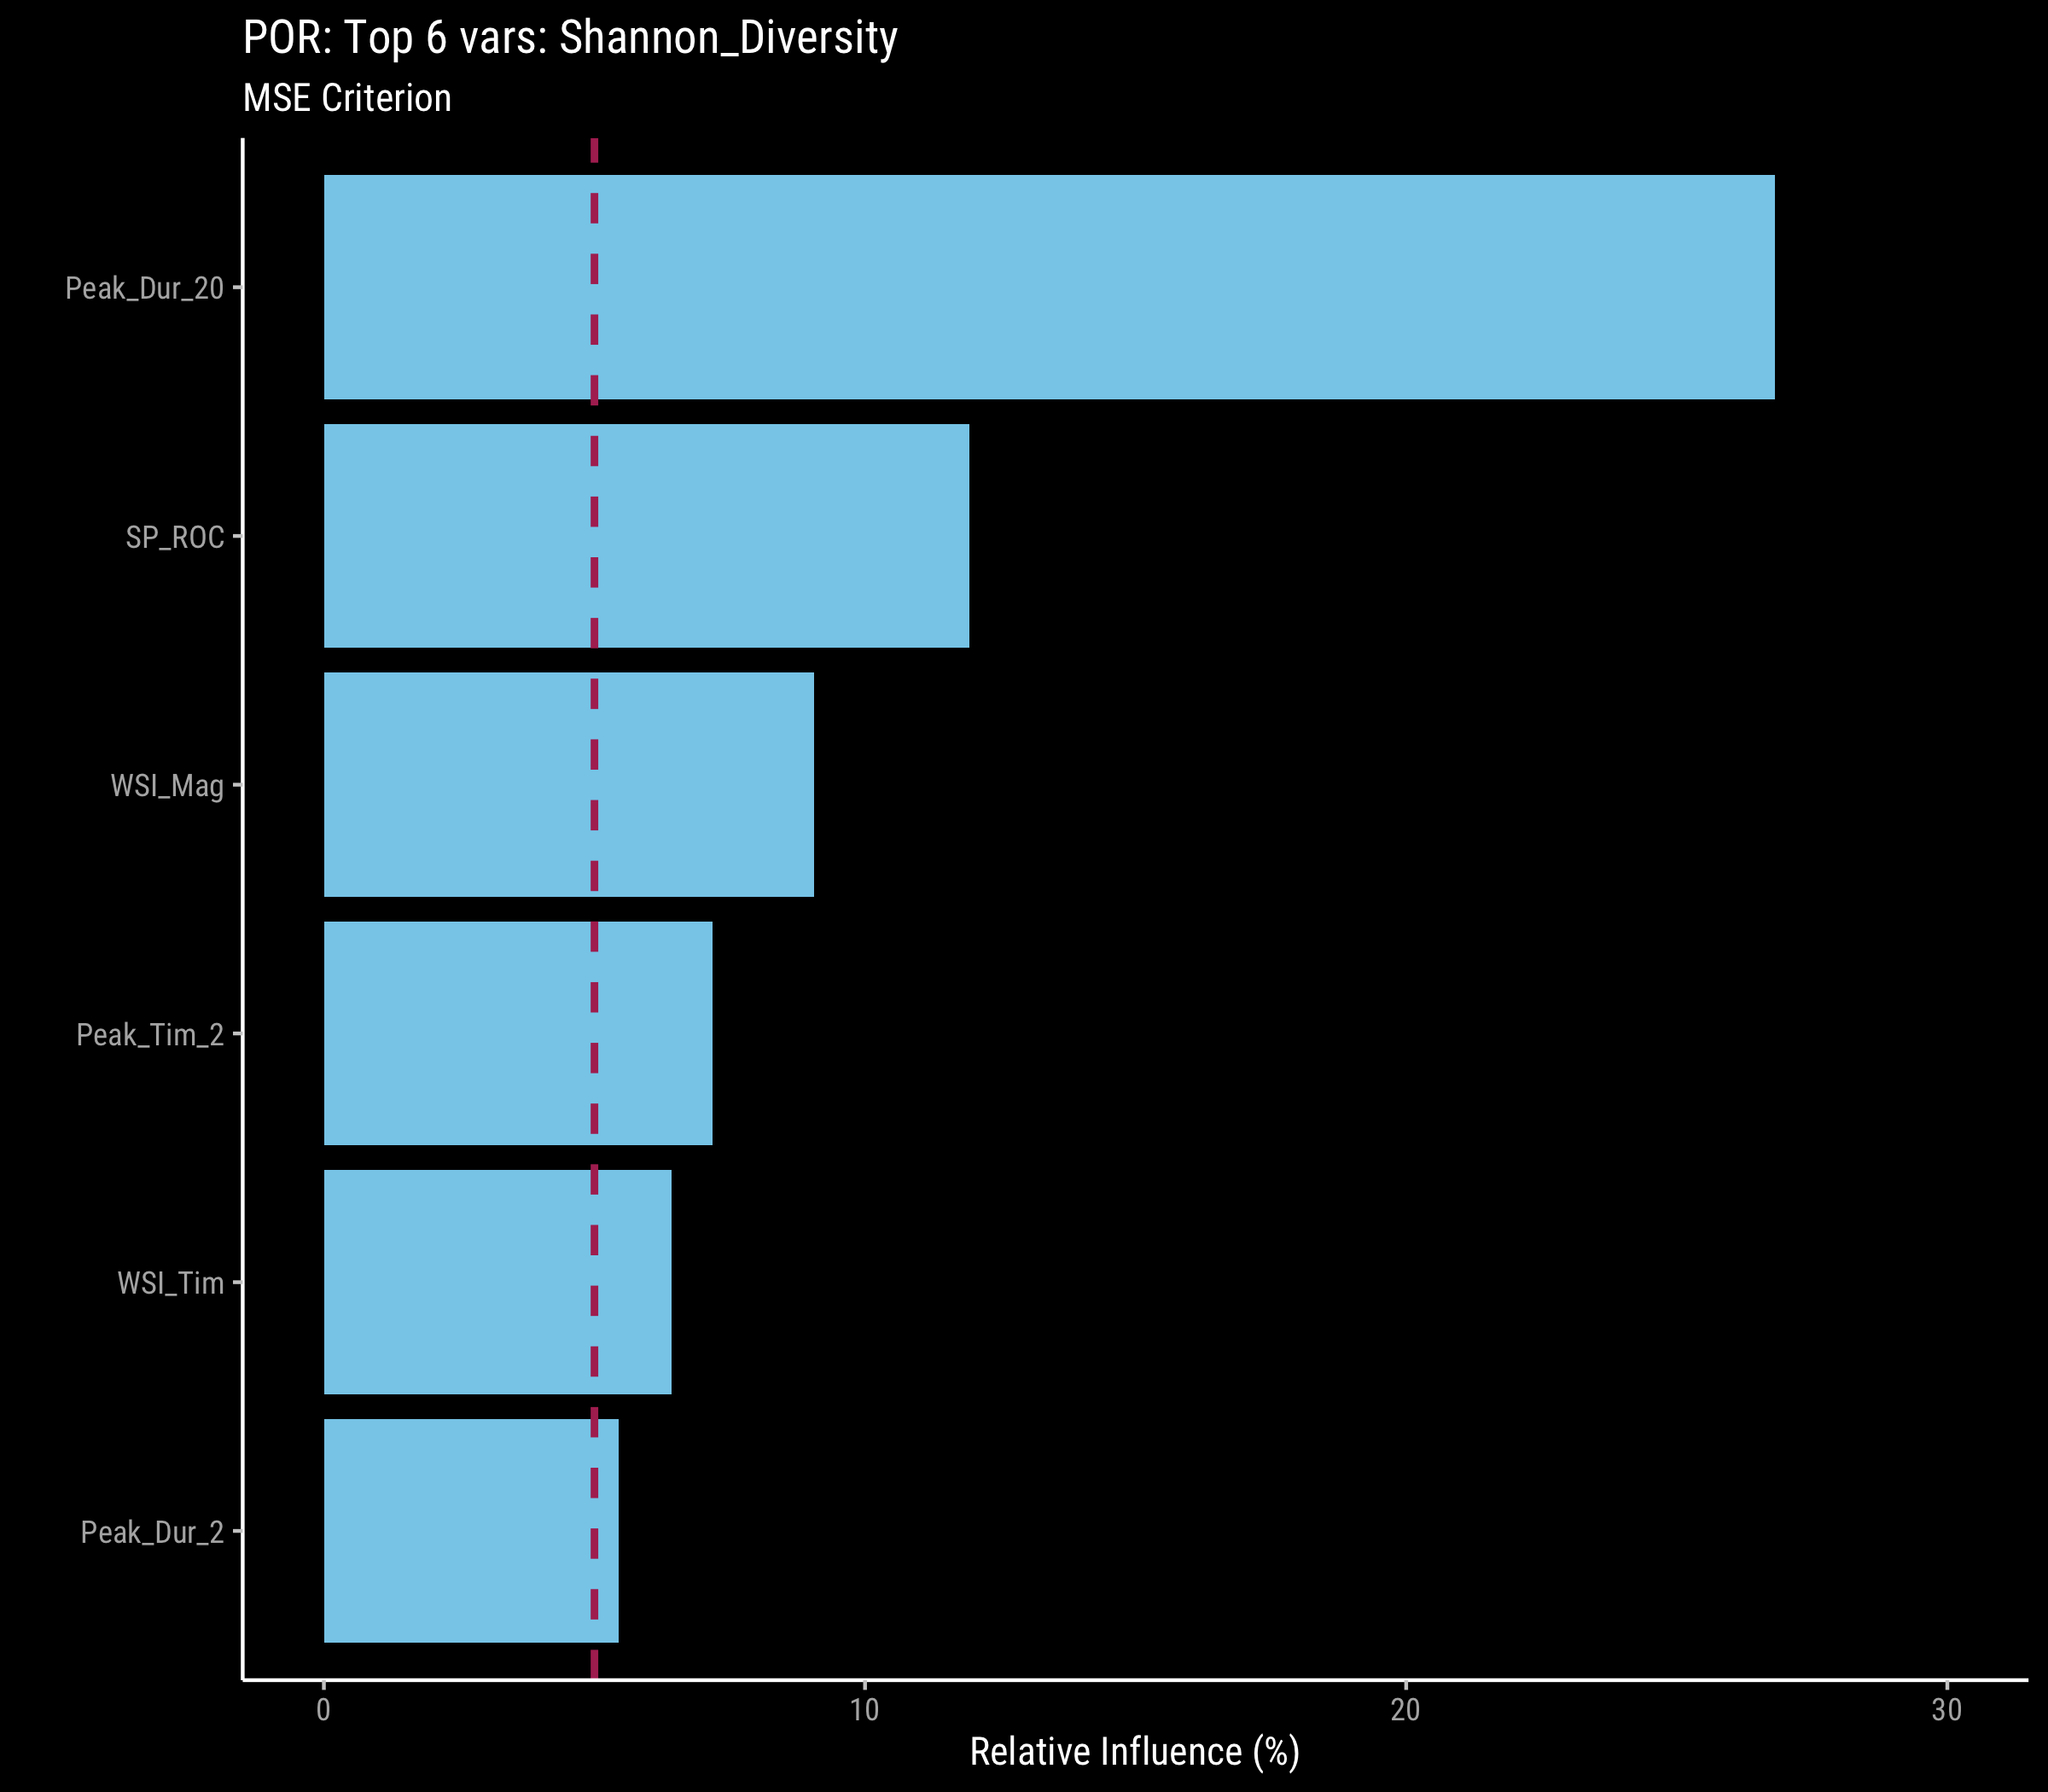 POR: Top 6 vars: Shannon_Diversity
MSE Criterion
Peak_Dur_20
SP_ROC
WSI_Mag
Peak_Tim_2
WSI_Tim
Peak_Dur_2
0 10 20 30
Relative Influence (%)